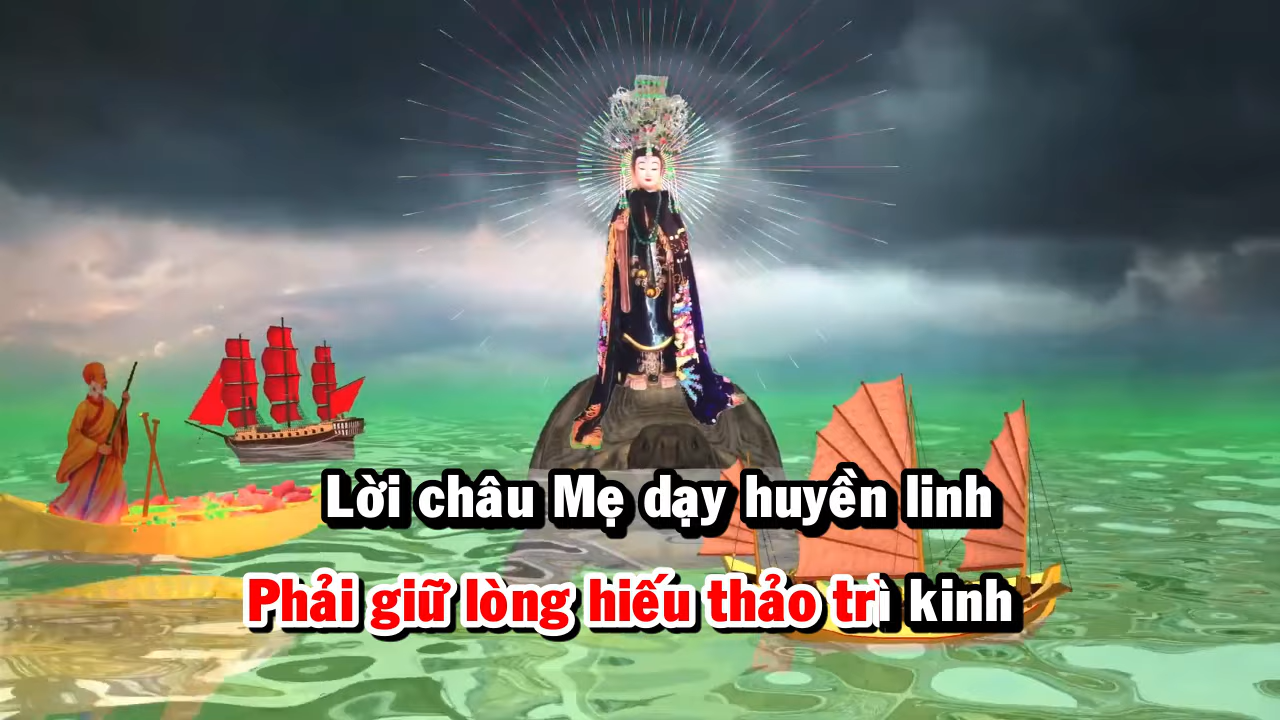 Lời châu Mẹ dạy huyền linh
Phải giữ lòng hiếu thảo trì kinh